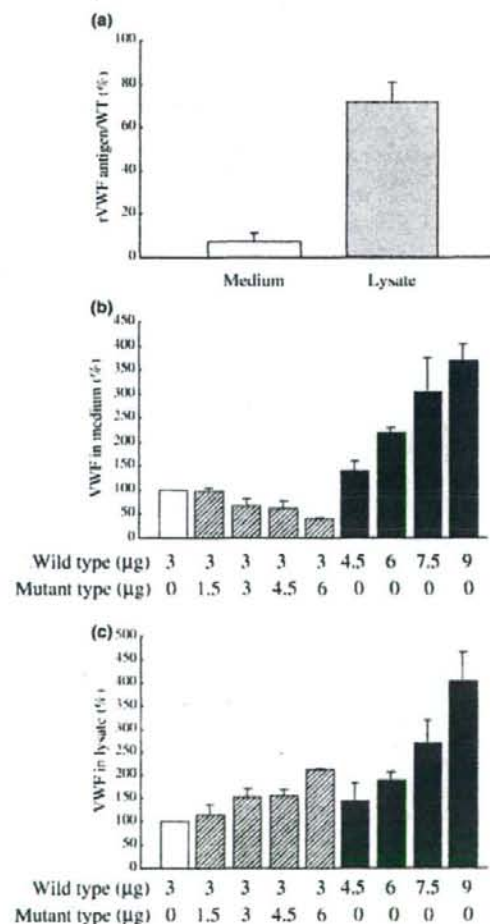 (a)
100
80
60
40
20
0
rVWF antigen/WT (%)
Medium Lysate
(b)
450
400
350
300
250
200
150
100
50
0
VWF in medium (%)
Wild type (µg) 3 3 3 3 3 4.5 6 7.5 9
Mutant type (µg) 0 1.5 3 4.5 6 0 0 0 0
(c)
500
450
400
350
300
250
200
150
100
50
0
VWF in lysate (%)
Wild type (µg) 3 3 3 3 3 4.5 6 7.5 9
Mutant type (µg) 0 1.5 3 4.5 6 0 0 0 0